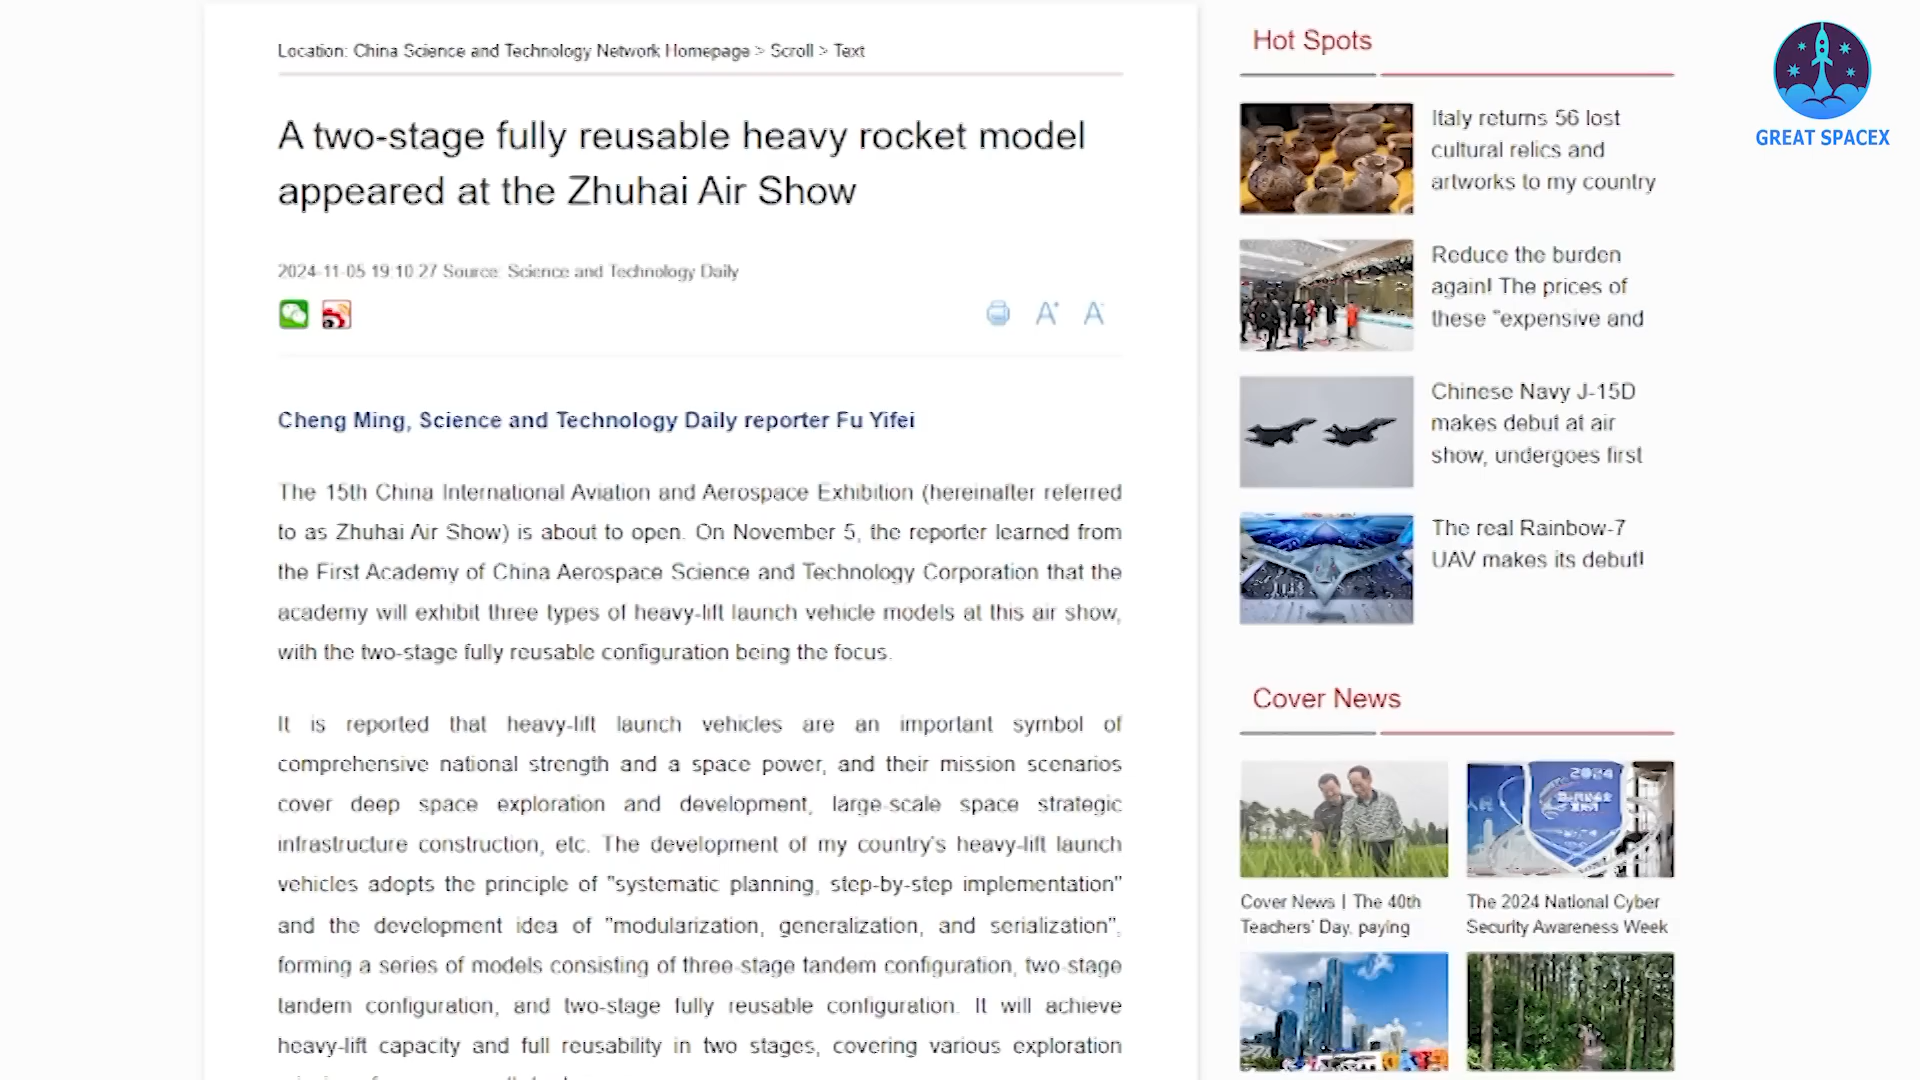 Location: China Science and Technology Network Homepage > Scroll > Text
A two-stage fully reusable heavy rocket model
appeared at the Zhuhai Air Show
2024-11-05 19:10:27 Source: Science and Technology Daily
A+ A-
Cheng Ming, Science and Technology Daily reporter Fu Yifei
The 15th China International Aviation and Aerospace Exhibition (hereinafter referred
to as Zhuhai Air Show) is about to open. On November 5, the reporter learned from
the First Academy of China Aerospace Science and Technology Corporation that the
academy will exhibit three types of heavy-lift launch vehicle models at this air show,
with the two-stage fully reusable configuration being the focus.
It is reported that heavy-lift launch vehicles are an important symbol of
comprehensive national strength and a space power, and their mission scenarios
cover deep space exploration and development, large-scale space strategic
infrastructure construction, etc. The development of my country's heavy-lift launch
vehicles adopts the principle of "systematic planning, step-by-step implementation"
and the development idea of "modularization, generalization, and serialization",
forming a series of models consisting of three-stage tandem configuration, two-stage
tandem configuration, and two-stage fully reusable configuration. It will achieve
heavy-lift capacity and full reusability in two stages, covering various exploration
Hot Spots
Italy returns 56 lost
cultural relics and
artworks to my country
Reduce the burden
again! The prices of
these "expensive and
Chinese Navy J-15D
makes debut at air
show, undergoes first
The real Rainbow-7
UAV makes its debut!
Cover News
Cover News | The 40th
Teachers' Day, paying
2024
The 2024 National Cyber
Security Awareness Week
GREAT SPACEX